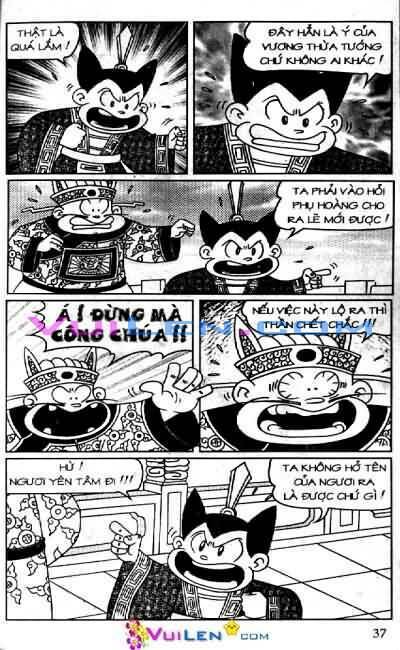 THẬT LÀ
QUÁ LẮM !
ĐÂY HẲN LÀ Ý CỦA
VƯƠNG THỪA TƯỚNG
CHỨ KHÔNG AI KHÁC !
TA PHẢI VÀO HỎI
PHỤ HOÀNG CHO
RA LẼ MỚI ĐƯỢC !
Á ! ĐỪNG MÀ
CÔNG CHÚA !!
NẾU VIỆC NÀY LỘ RA THÌ
THẦN CHẾT CHẮC !
VUILEN.COM
HỪ !
NGƯƠI YÊN TÂM ĐI !!!
TA KHÔNG HỞ TÊN
CỦA NGƯƠI RA
LÀ ĐƯỢC CHỨ GÌ !
37
VUILEN COM